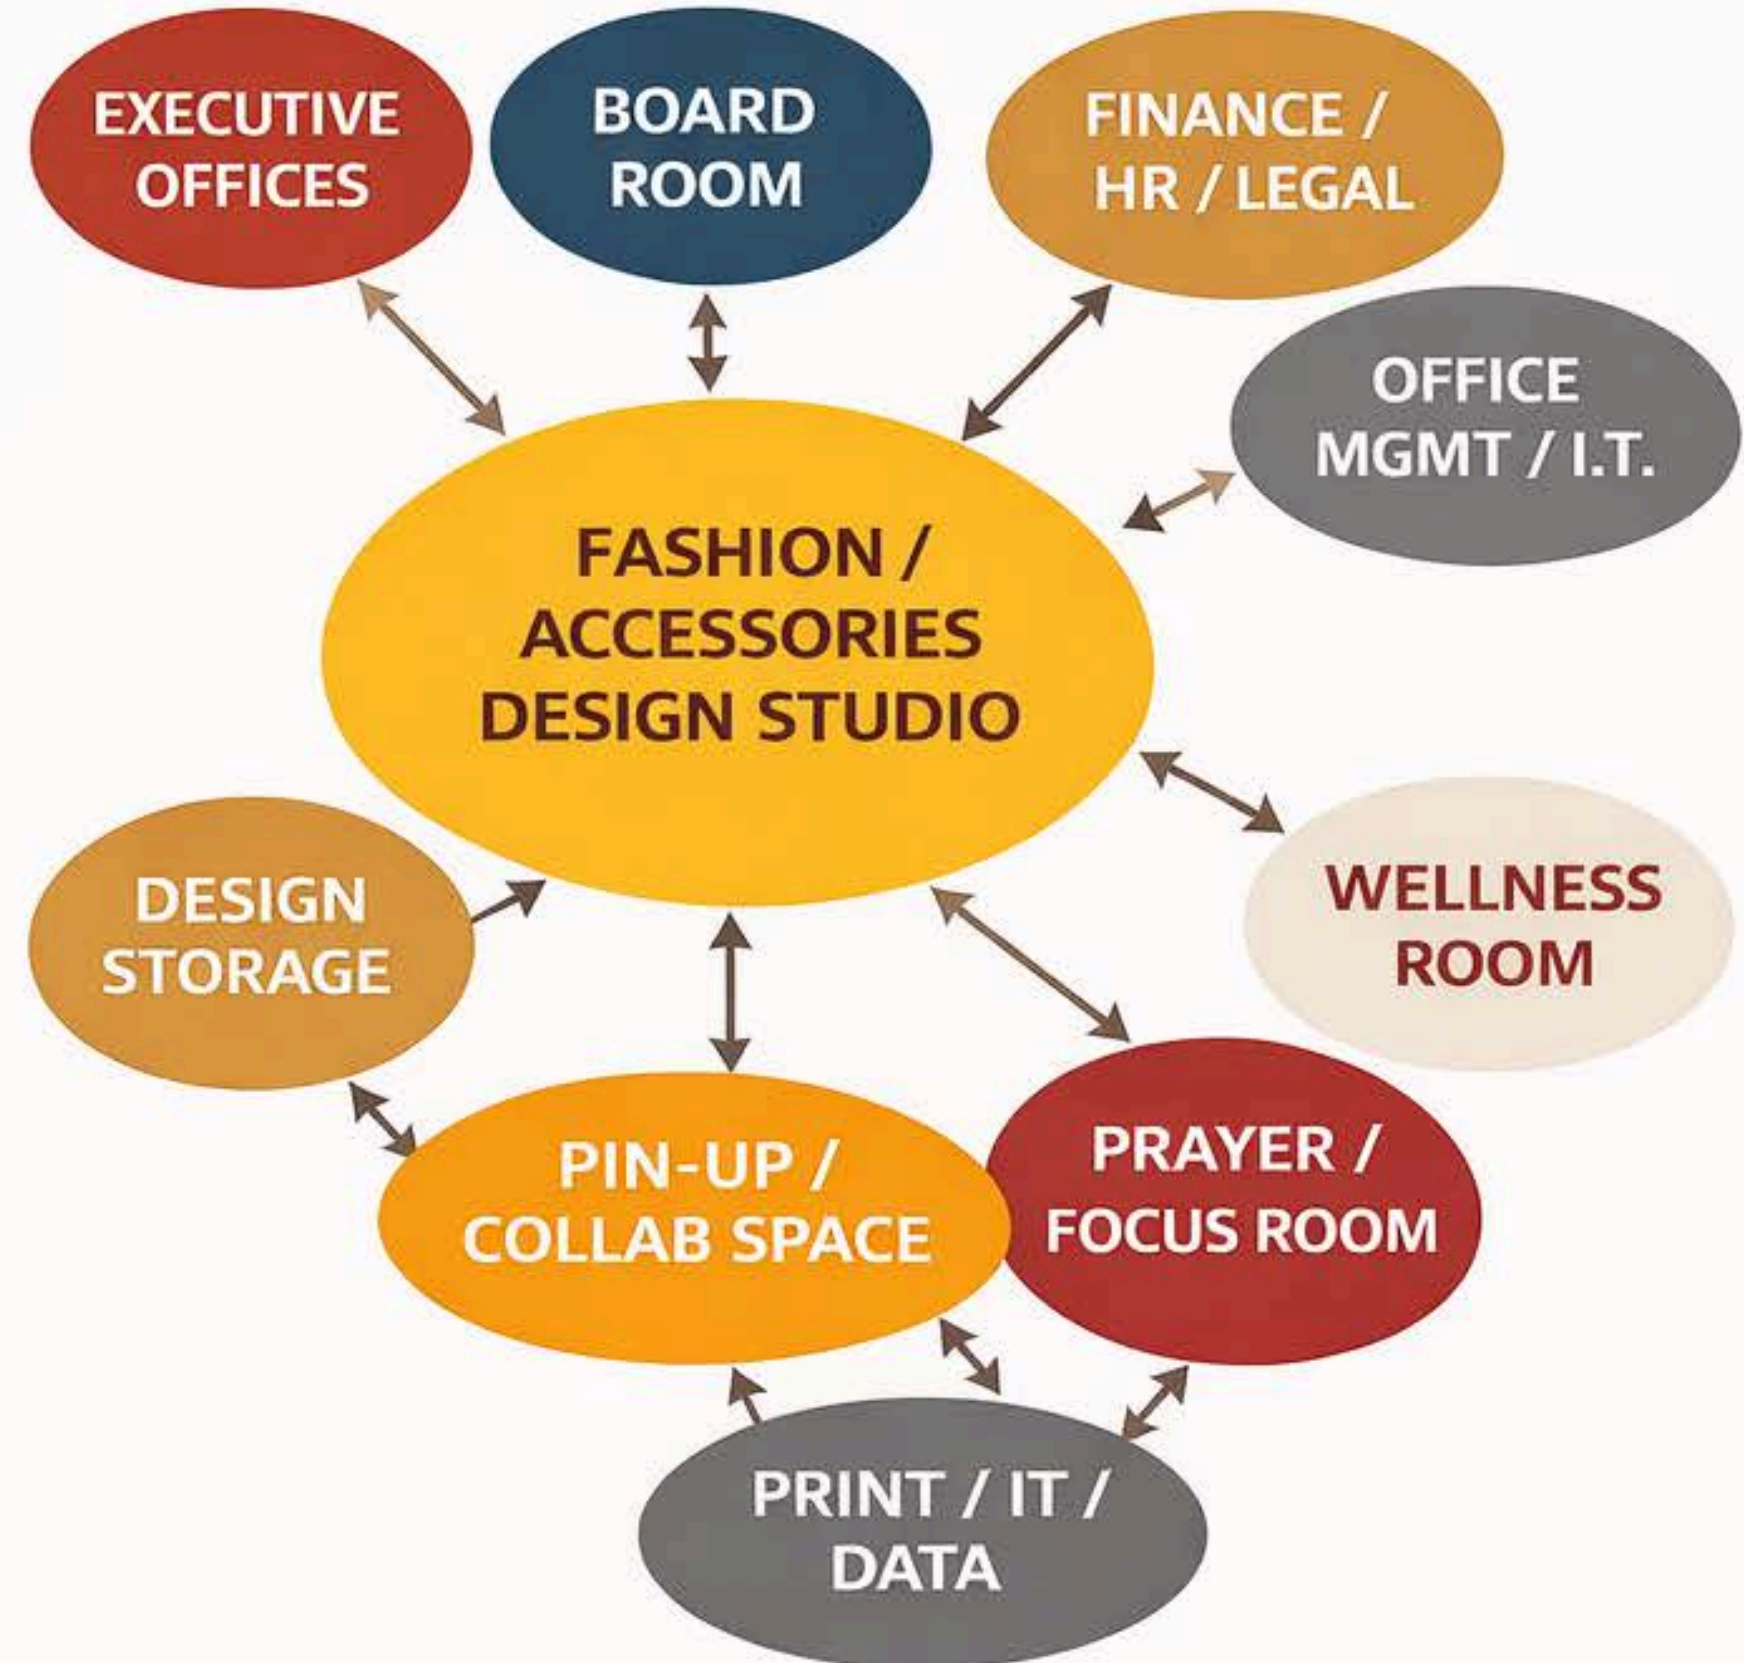 EXECUTIVE
OFFICES
BOARD
ROOM
FINANCE /
HR / LEGAL
OFFICE
MGMT / I.T.
FASHION /
ACCESSORIES
DESIGN STUDIO
DESIGN
STORAGE
WELLNESS
ROOM
PIN-UP /
COLLAB SPACE
PRAYER /
FOCUS ROOM
PRINT / IT /
DATA